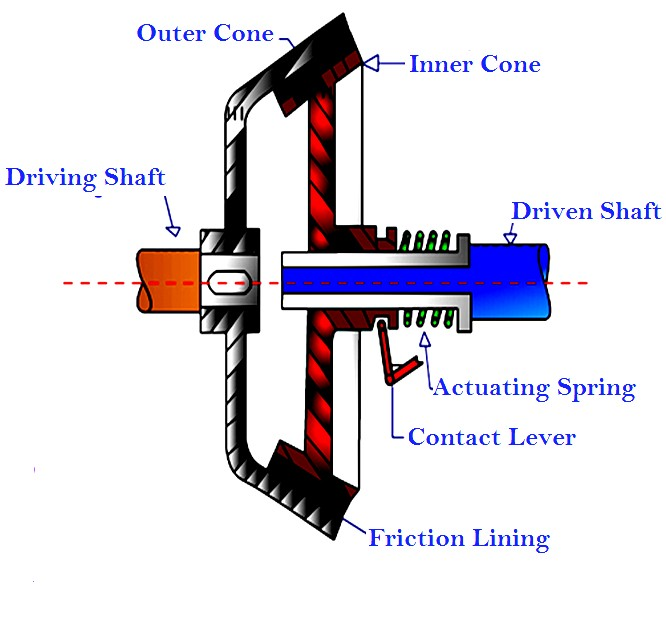 Outer Cone
Inner Cone
Driving Shaft
Driven Shaft
Actuating Spring
Contact Lever
Friction Lining